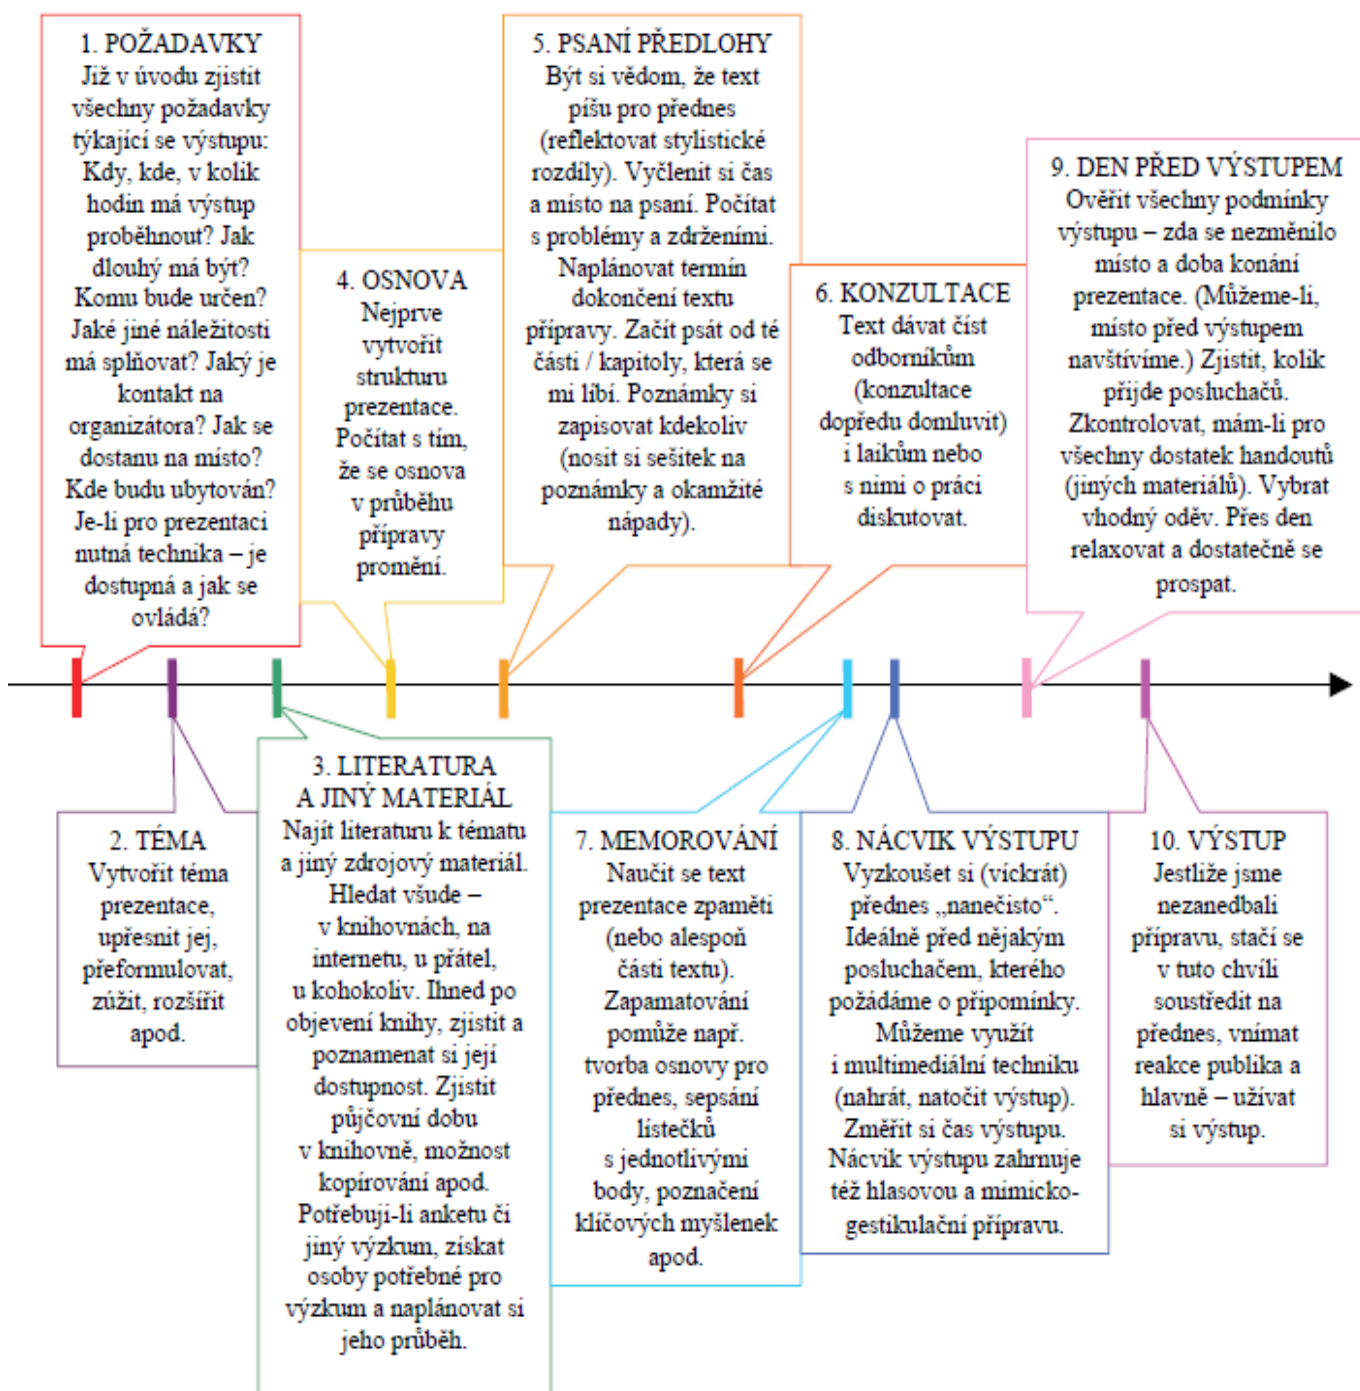 1. POŽADAVKY
Již v úvodu zjistit
všechny požadavky
týkající se výstupu:
Kdy, kde, v kolik
hodin má výstup
proběhnout? Jak
dlouhý má být?
Komu bude určen?
Jaké jiné náležitosti
má splňovat? Jaký je
kontakt na
organizátora? Jak se
dostanu na místo?
Kde budu ubytován?
Je-li pro prezentaci
nutná technika – je
dostupná a jak se
ovládá?
2. TÉMA
Vytvořit téma
prezentace,
upřesnit jej,
přeformulovat,
zúžit, rozšířit
apod.
3. LITERATURA
A JINÝ MATERIÁL
Najít literaturu k tématu
a jiný zdrojový materiál.
Hledat všude –
v knihovnách, na
internetu, u přátel,
u kohokoliv. Ihned po
objevení knihy, zjistit a
poznamenat si její
dostupnost. Zjistit
půjčovní dobu
v knihovně, možnost
kopírování apod.
Potřebuji-li anketu či
jiný výzkum, získat
osoby potřebné pro
výzkum a naplánovat si
jeho průběh.
4. OSNOVA
Nejprve
vytvořit
strukturu
prezentace.
Počítat s tím,
že se osnova
v průběhu
přípravy
promění.
5. PSANÍ PŘEDLOHY
Být si vědom, že text
píšu pro přednes
(reflektovat stylistické
rozdíly). Vyčlenit si čas
a místo na psaní. Počítat
s problémy a zdrženími.
Naplánovat termín
dokončení textu
přípravy. Začít psát od té
části / kapitoly, která se
mi líbí. Poznámky si
zapisovat kdekoliv
(nosit si sešitek na
poznámky a okamžité
nápady).
6. KONZULTACE
Text dávat číst
odborníkům
(konzultace
dopředu domluvit)
i laikům nebo
s nimi o práci
diskutovat.
7. MEMOROVÁNÍ
Naučit se text
prezentace zpaměti
(nebo alespoň
části textu).
Zapamatování
pomůže např.
tvorba osnovy pro
přednes, sepsání
lístečků
s jednotlivými
body, poznačení
klíčových myšlenek
apod.
8. NÁCVIK VÝSTUPU
Vyzkoušet si (víckrát)
přednes „nanečisto“.
Ideálně před nějakým
posluchačem, kterého
požádáme o připomínky.
Můžeme využít
i multimediální techniku
(nahrát, natočit výstup).
Změřit si čas výstupu.
Nácvik výstupu zahrnuje
též hlasovou a mimicko-
gestikulační přípravu.
9. DEN PŘED VÝSTUPEM
Ověřit všechny podmínky
výstupu – zda se nezměnilo
místo a doba konání
prezentace. (Můžeme-li,
místo před výstupem
navštívíme.) Zjistit, kolik
přijde posluchačů.
Zkontrolovat, mám-li pro
všechny dostatek handoutů
(jiných materiálů). Vybrat
vhodný oděv. Přes den
relaxovat a dostatečně se
prospat.
10. VÝSTUP
Jestliže jsme
nezanedbali
přípravu, stačí se
v tuto chvíli
soustředit na
přednes, vnímat
reakce publika a
hlavně – užívat
si výstup.